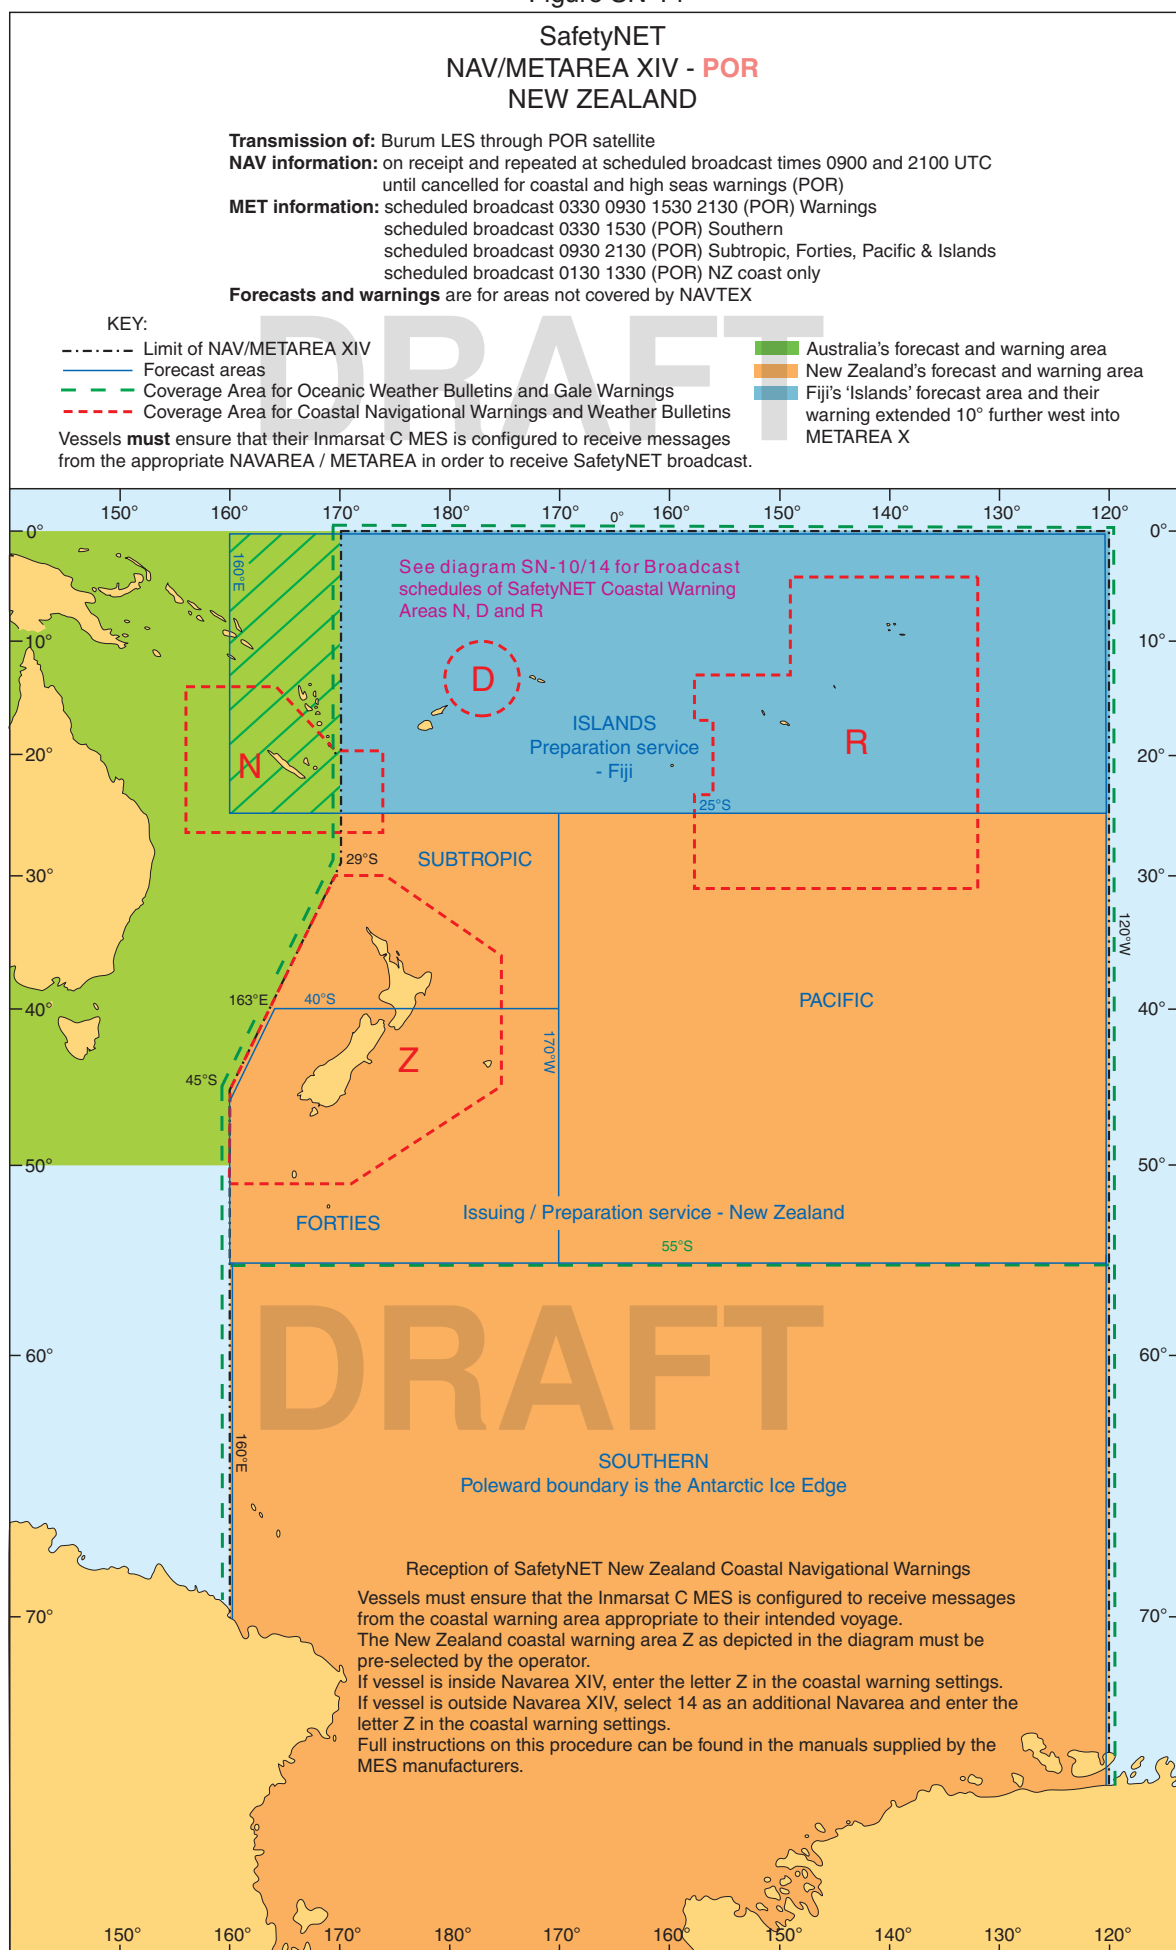 SafetyNET
NAV/METAREA XIV - POR
NEW ZEALAND
Transmission of: Burum LES through POR satellite
NAV information: on receipt and repeated at scheduled broadcast times 0900 and 2100 UTC
until cancelled for coastal and high seas warnings (POR)
MET information: scheduled broadcast 0330 0930 1530 2130 (POR) Warnings
scheduled broadcast 0330 1530 (POR) Southern
scheduled broadcast 0930 2130 (POR) Subtropic, Forties, Pacific & Islands
scheduled broadcast 0130 1330 (POR) NZ coast only
Forecasts and warnings are for areas not covered by NAVTEX
DRAFT
KEY:
Limit of NAV/METAREA XIV
Forecast areas
Coverage Area for Oceanic Weather Bulletins and Gale Warnings
Coverage Area for Coastal Navigational Warnings and Weather Bulletins
Australia's forecast and warning area
New Zealand's forecast and warning area
Fiji's 'Islands' forecast area and their
warning extended 10° further west into
METAREA X
Vessels must ensure that their Inmarsat C MES is configured to receive messages
from the appropriate NAVAREA / METAREA in order to receive SafetyNET broadcast.
150° 160° 170° 180° 170° 0° 160° 150° 140° 130° 120°
0° 0°
160°E
See diagram SN-10/14 for Broadcast
schedules of SafetyNET Coastal Warning
Areas N, D and R
10° 10°
D
ISLANDS
Preparation service
- Fiji
R
N
20° 20°
25°S
29°S
SUBTROPIC
30° 30°
120°W
163°E
40°S
PACIFIC
40° 40°
170°W
Z
45°S
50° 50°
FORTIES
Issuing / Preparation service - New Zealand
55°S
DRAFT
60° 60°
160°E
SOUTHERN
Poleward boundary is the Antarctic Ice Edge
Reception of SafetyNET New Zealand Coastal Navigational Warnings
Vessels must ensure that the Inmarsat C MES is configured to receive messages
from the coastal warning area appropriate to their intended voyage.
The New Zealand coastal warning area Z as depicted in the diagram must be
pre-selected by the operator.
If vessel is inside Navarea XIV, enter the letter Z in the coastal warning settings.
If vessel is outside Navarea XIV, select 14 as an additional Navarea and enter the
letter Z in the coastal warning settings.
Full instructions on this procedure can be found in the manuals supplied by the
MES manufacturers.
70° 70°
150° 160° 170° 180° 170° 160° 150° 140° 130° 120°